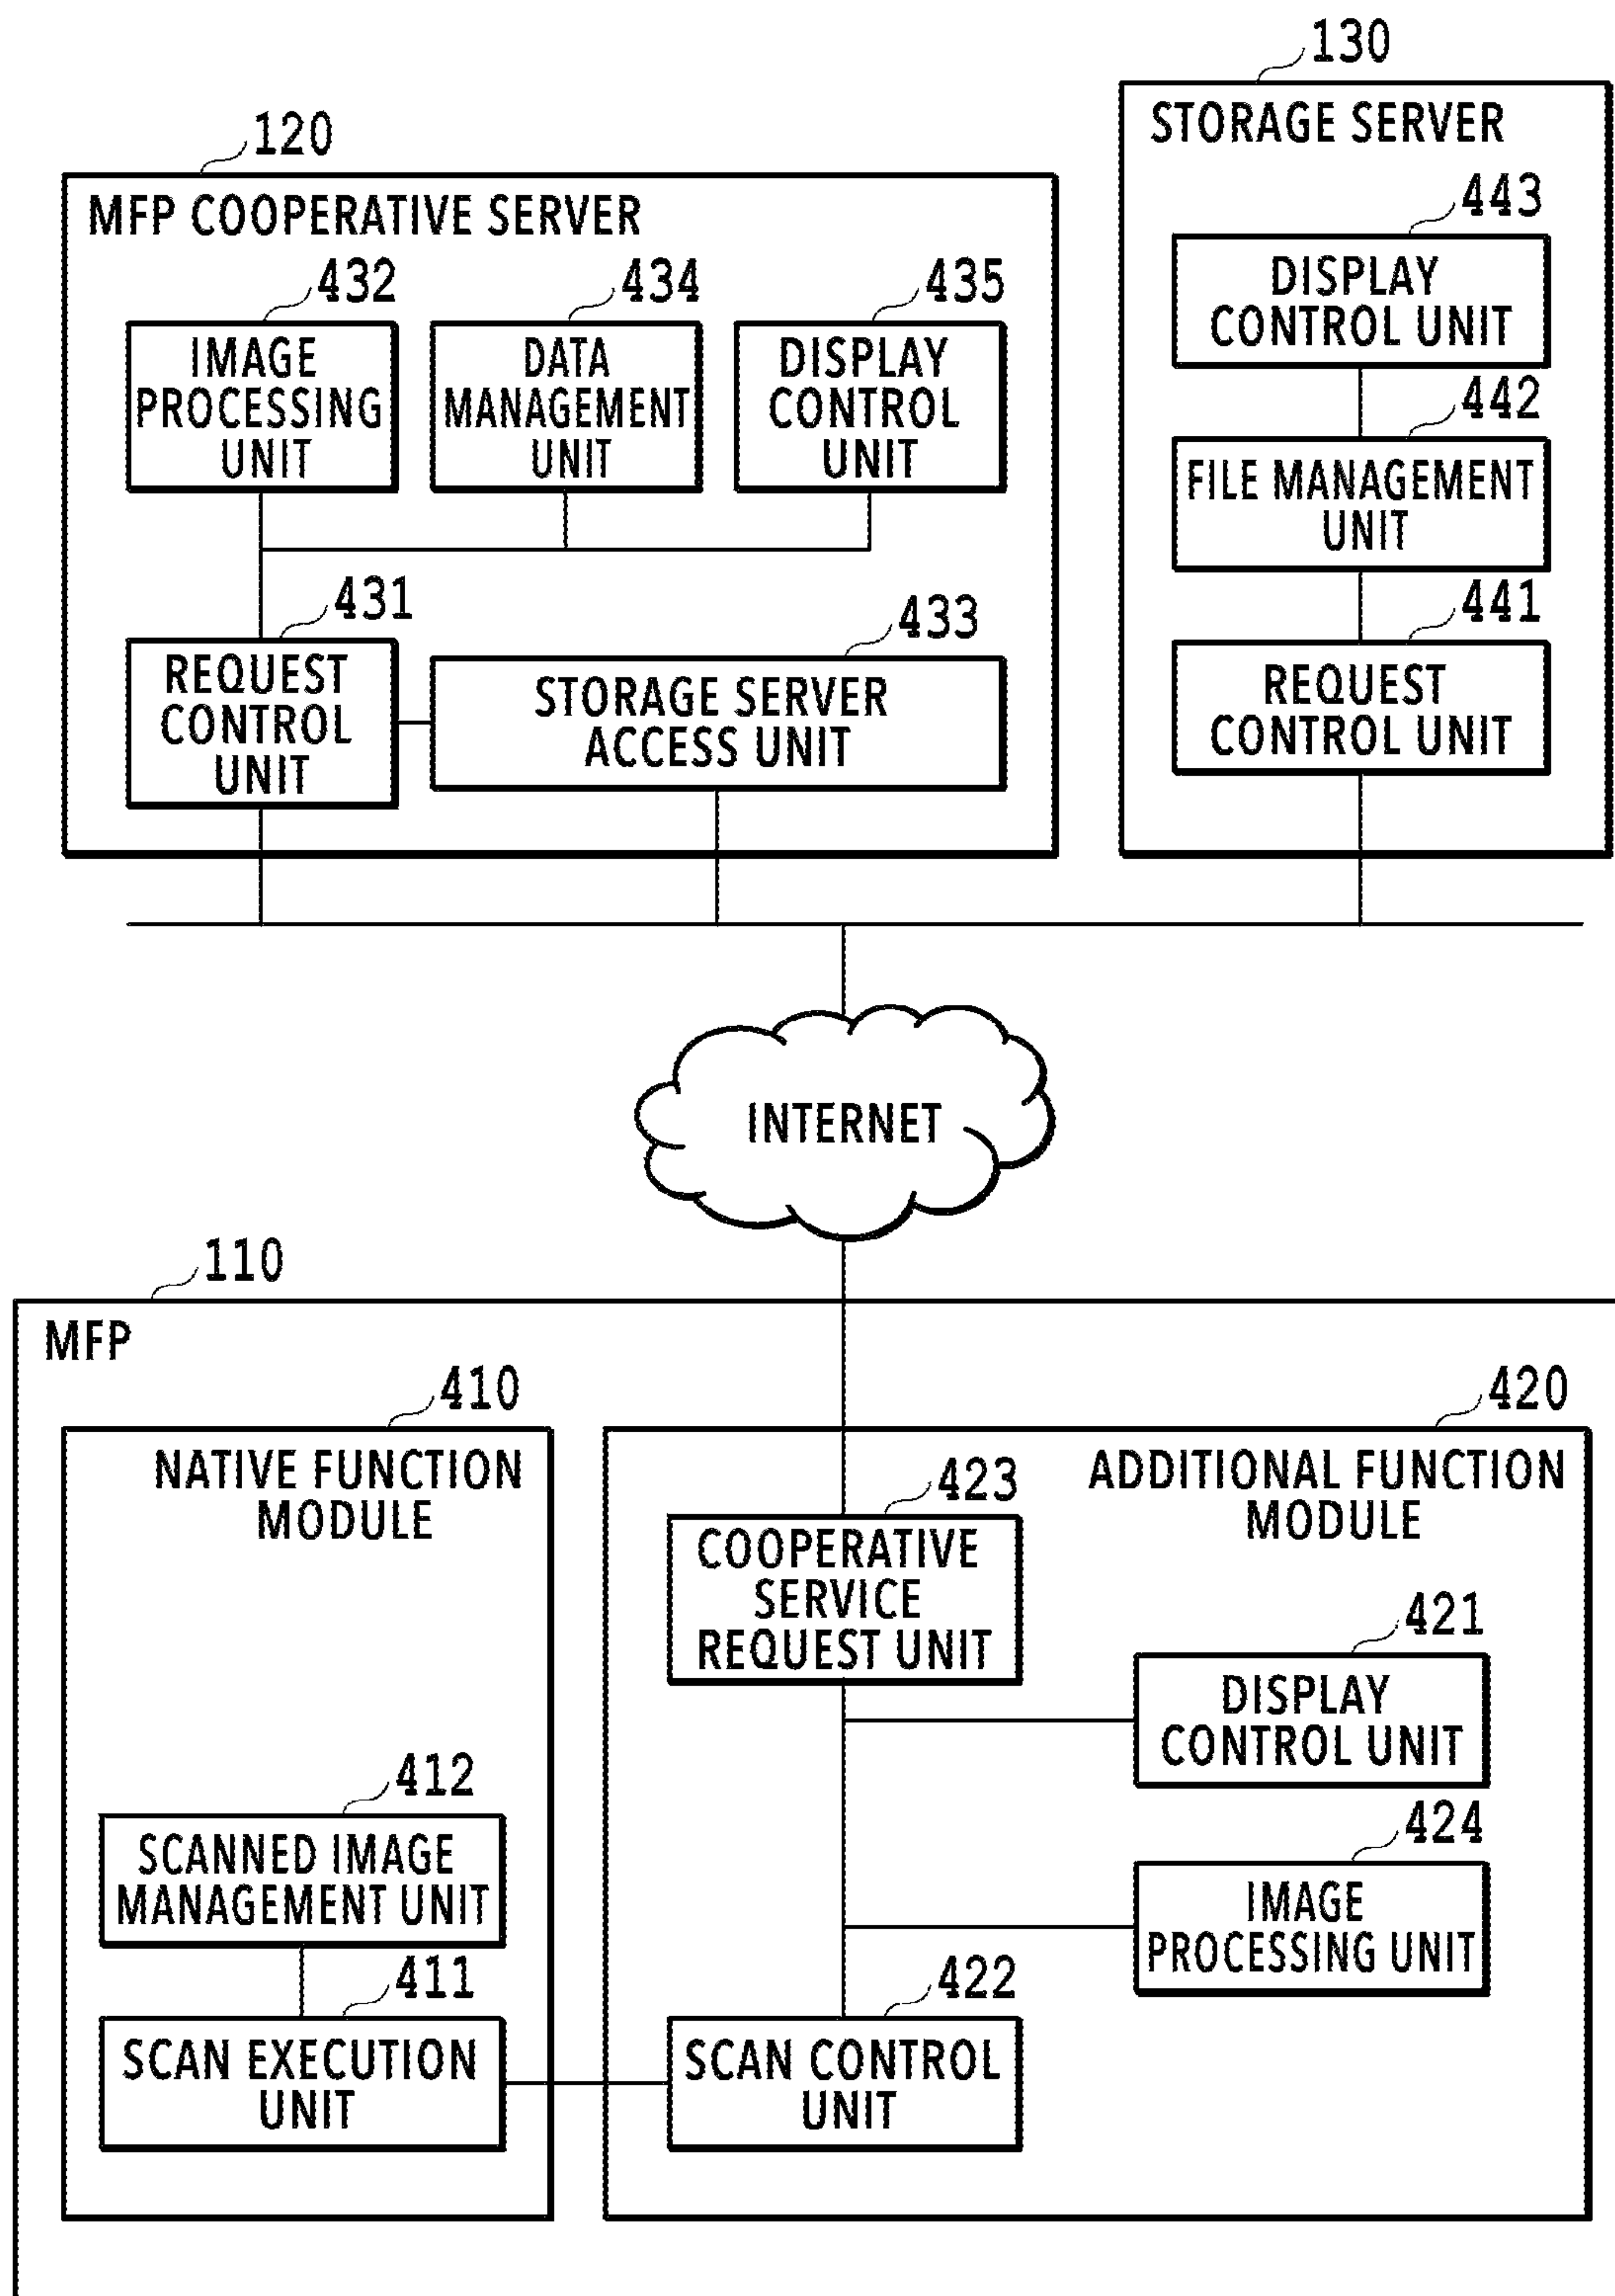 130
STORAGE SERVER
120
MFP COOPERATIVE SERVER
443
DISPLAY
CONTROL UNIT
432
IMAGE
PROCESSING
UNIT
434
DATA
MANAGEMENT
UNIT
435
DISPLAY
CONTROL
UNIT
442
FILE MANAGEMENT
UNIT
431
REQUEST
CONTROL
UNIT
433
STORAGE SERVER
ACCESS UNIT
441
REQUEST
CONTROL UNIT
INTERNET
110
MFP
410
NATIVE FUNCTION
MODULE
420
ADDITIONAL FUNCTION
MODULE
423
COOPERATIVE
SERVICE
REQUEST UNIT
421
DISPLAY
CONTROL UNIT
412
SCANNED IMAGE
MANAGEMENT UNIT
424
IMAGE
PROCESSING UNIT
411
SCAN EXECUTION
UNIT
422
SCAN CONTROL
UNIT